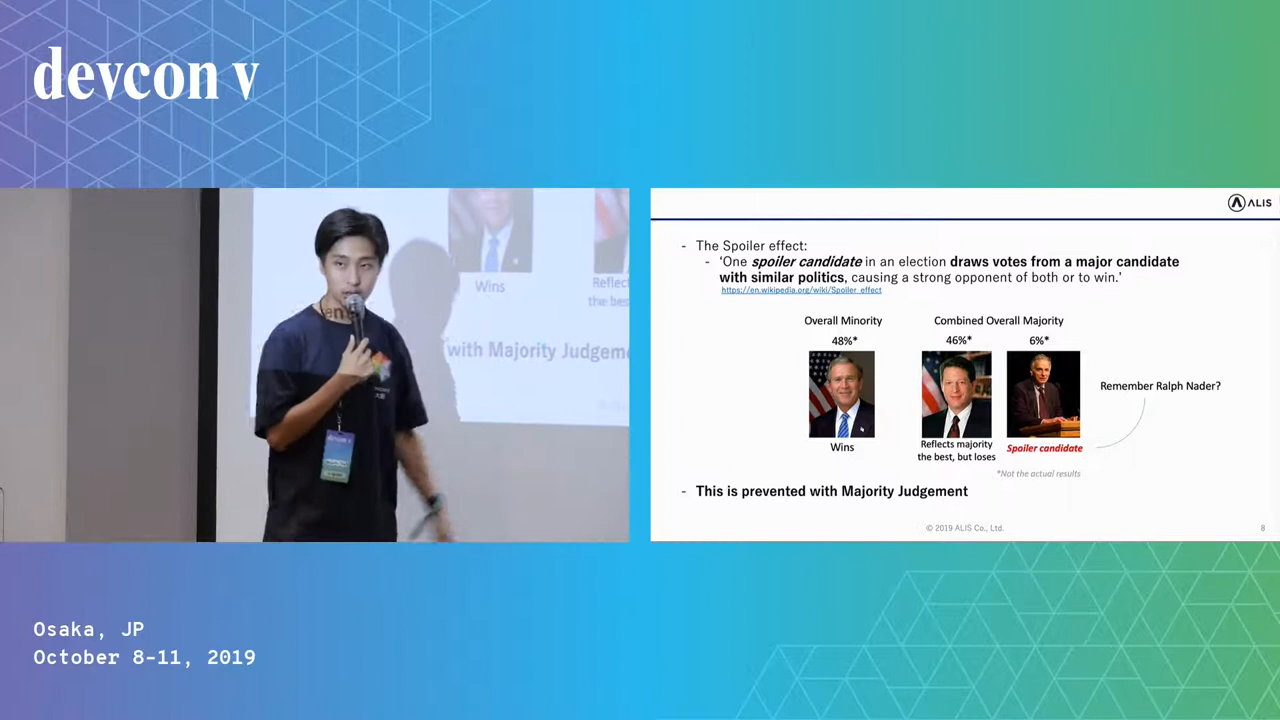 devcon v
Wins
Reflec
the bes
with Majority Judgeme
devcon v
ALIS
- The Spoiler effect:
- ‘One spoiler candidate in an election draws votes from a major candidate
with similar politics, causing a strong opponent of both or to win.’
https://en.wikipedia.org/wiki/Spoiler_effect
Overall Minority
Combined Overall Majority
48%*
46%*
6%*
Remember Ralph Nader?
Wins
Reflects majority
the best, but loses
Spoiler candidate
*Not the actual results
- This is prevented with Majority Judgement
© 2019 ALIS Co., Ltd.
8
Osaka, JP
October 8-11, 2019